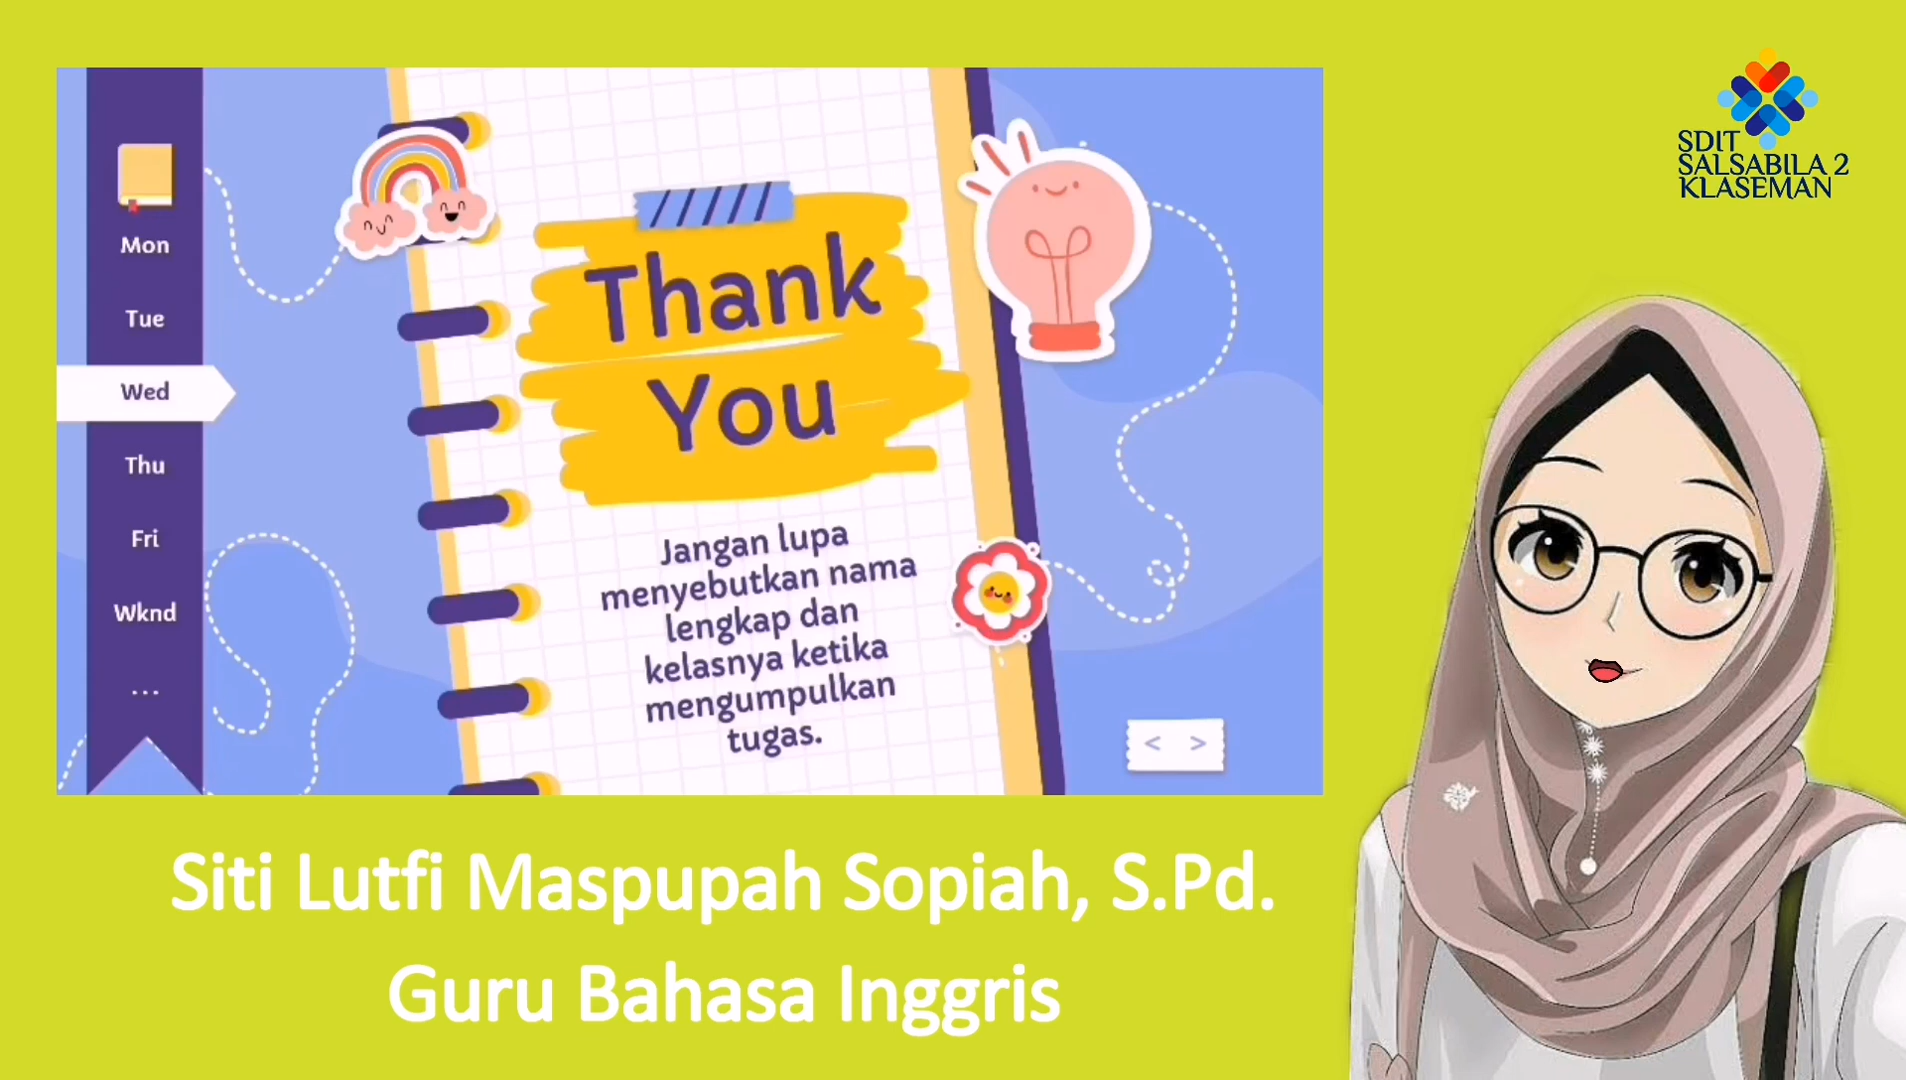 SDIT
SALSABILA 2
KLASEMAN
Mon
Tue
Wed
Thu
Fri
Wknd
...
Thank
You
Jangan lupa
menyebutkan nama
lengkap dan
kelasnya ketika
mengumpulkan
tugas.
< >
Siti Lutfi Maspupah Sopiah, S.Pd.
Guru Bahasa Inggris